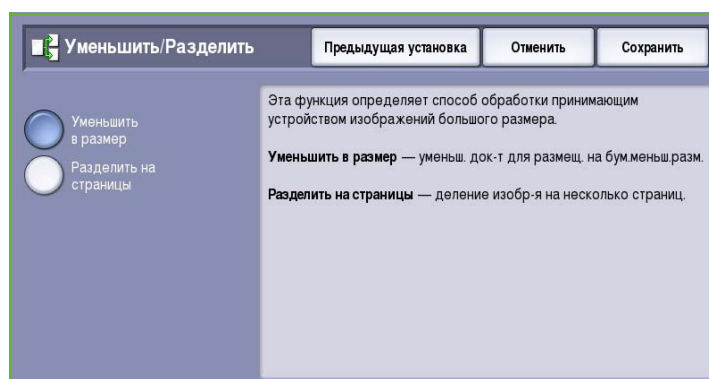 Уменьшить/Разделить
Предыдущая установка
Отменить
Сохранить
Уменьшить
в размер
Разделить на
страницы
Эта функция определяет способ обработки принимающим
устройством изображений большого размера.
Уменьшить в размер — уменьш. док-т для размещ. на бум.меньш.разм.
Разделить на страницы — деление изобр-я на несколько страниц.